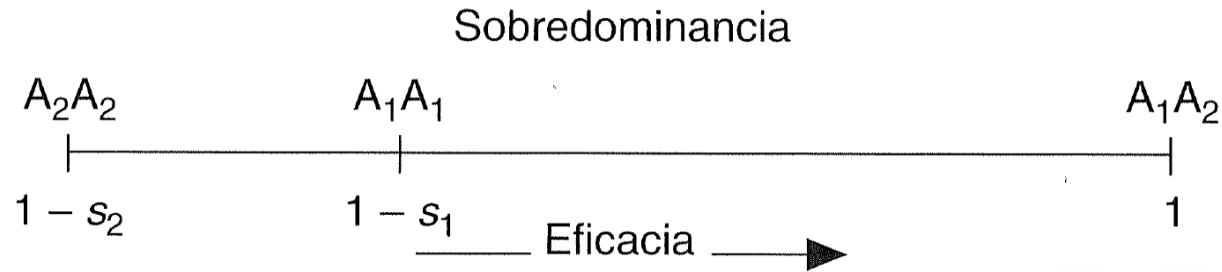 Sobredominancia
A₂A₂ A₁A₁ A₁A₂
1 – s₂ 1 – s₁ 1
Eficacia